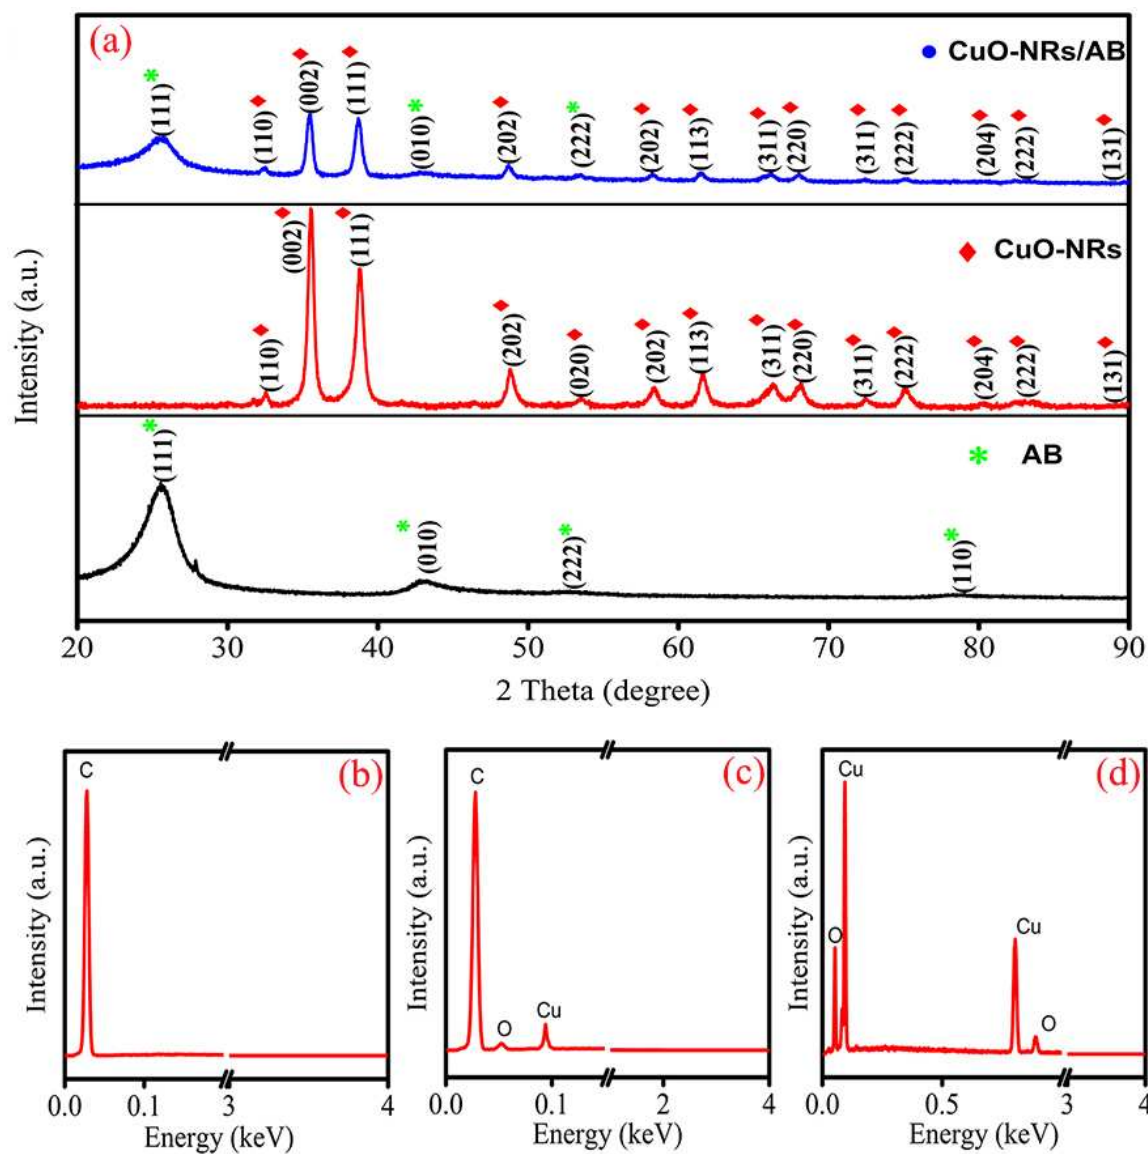 (a)
CuO-NRs/AB
(111) (110) (002) (111) (010) (202) (222) (202) (113) (311) (220) (311) (222) (204) (222) (131)
CuO-NRs
(110) (002) (111) (202) (020) (202) (113) (311) (220) (311) (222) (204) (222) (131)
AB
(111) (010) (222) (110)
Intensity (a.u.)
20 30 40 50 60 70 80 90
2 Theta (degree)
(b)
C
Intensity (a.u.)
0.0 0.1 3 4
Energy (keV)
(c)
C
O
Cu
Intensity (a.u.)
0.0 0.1 2 4
Energy (keV)
(d)
Cu
O
Cu
O
Intensity (a.u.)
0.0 0.5 3 4
Energy (keV)